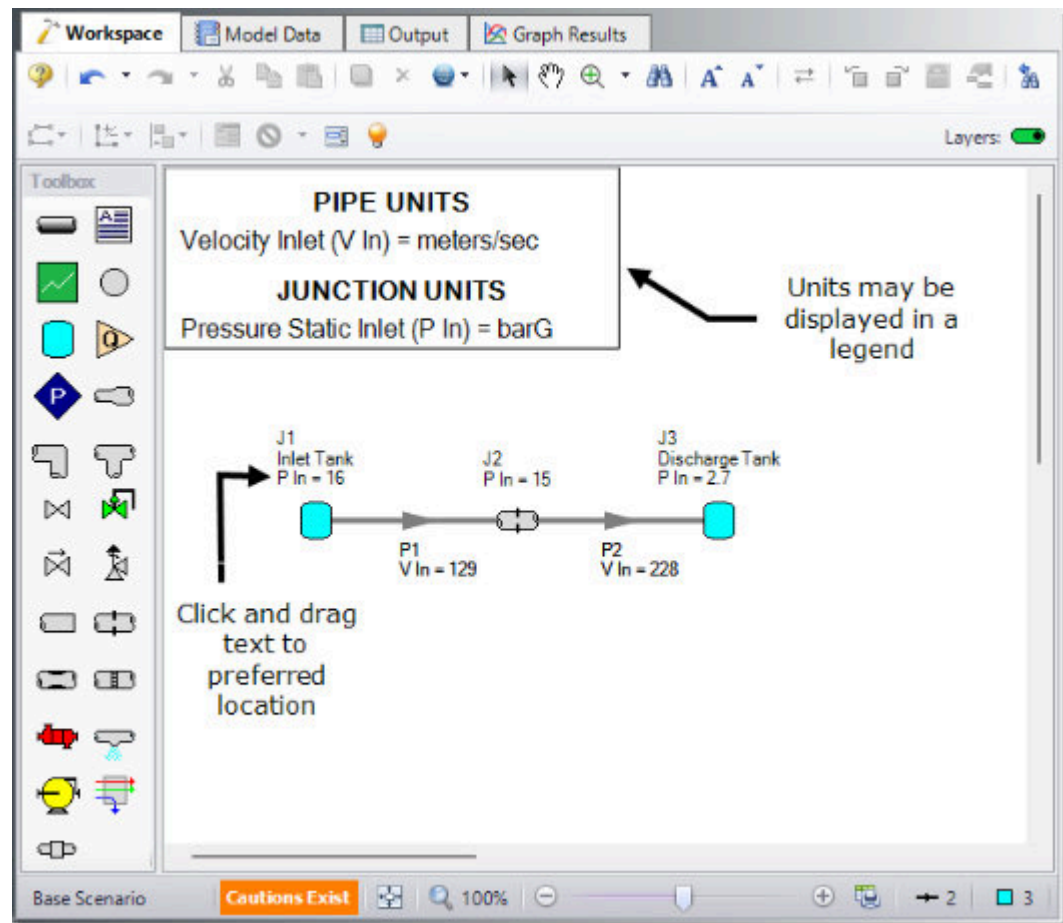 Workspace
Model Data
Output
Graph Results
A A
Layers:
Toolbox
A
Q
P
PIPE UNITS
Velocity Inlet (V In) = meters/sec
JUNCTION UNITS
Pressure Static Inlet (P In) = barG
Units may be
displayed in a
legend
J1
Inlet Tank
P In = 16
J2
P In = 15
J3
Discharge Tank
P In = 2.7
P1
V In = 129
P2
V In = 228
Click and drag
text to
preferred
location
Base Scenario
Cautions Exist
100%
2
3